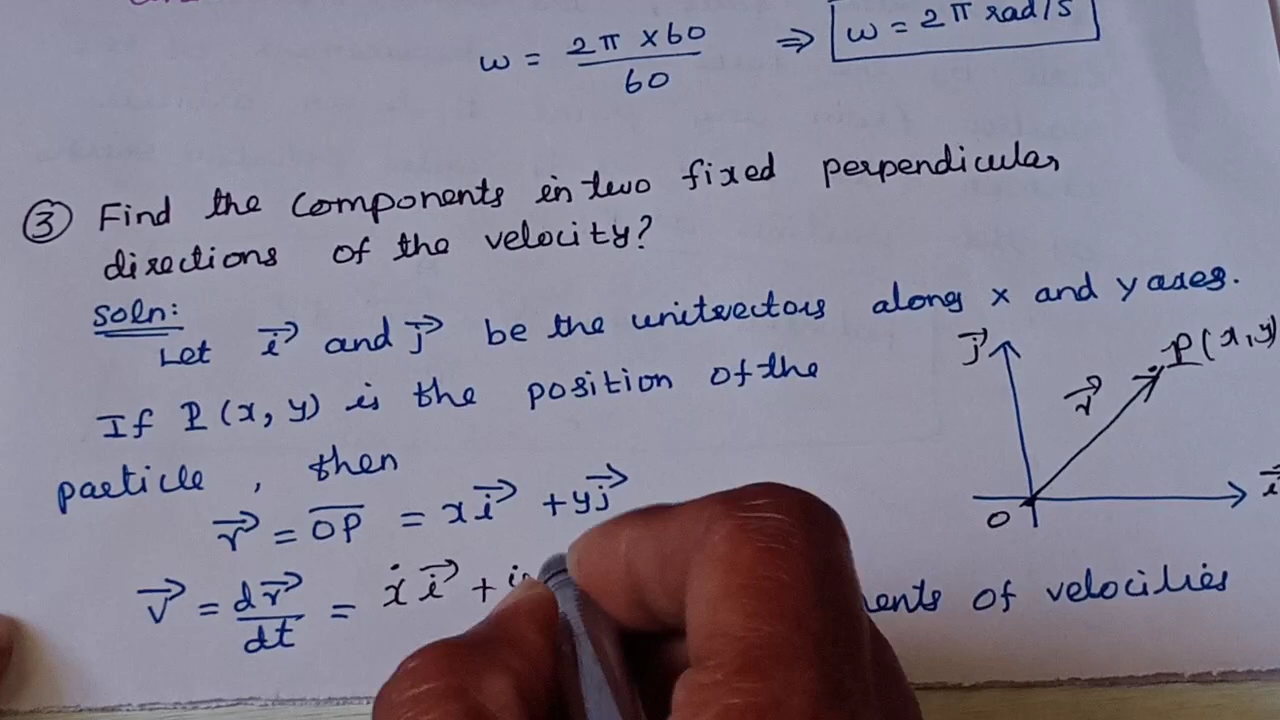 ω = 2π × 60 / 60 ⇒ ω = 2π rad/s
③ Find the components in two fixed perpendicular
directions of the velocity?
Soln:
Let i⃗ and j⃗ be the unitvectors along x and y axes.
If P(x, y) is the position of the
particle, then
r⃗ = OP̅ = xi⃗ + yj⃗
v⃗ = dr⃗/dt = ẋi⃗ +
of velocities
j⃗
r⃗
P(x,y)
O
i⃗